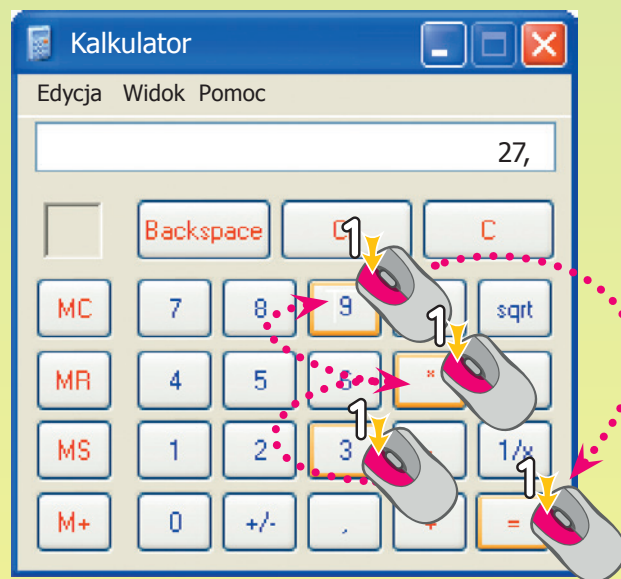 Kalkulator
Edycja Widok Pomoc
27,
Backspace C C
1
MC 7 8 9 sqrt
1
MR 4 5 6 *
1
MS 1 2 3 1/x
1
M+ 0 +/- , + =